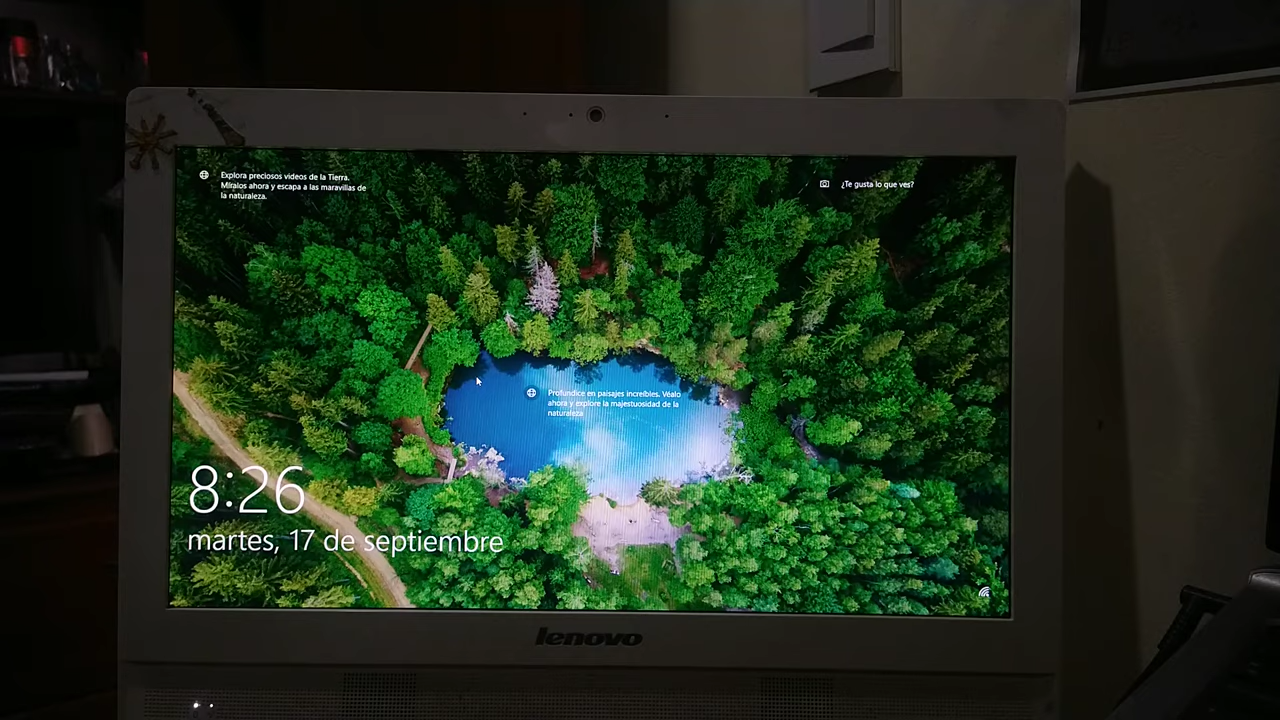 Explora preciosos videos de la Tierra.
Míralos ahora y escapa a las maravillas de
la naturaleza.
¿Te gusta lo que ves?
Profundice en paisajes increíbles. Véalo
ahora y explore la majestuosidad de la
naturaleza
8:26
martes, 17 de septiembre
lenovo